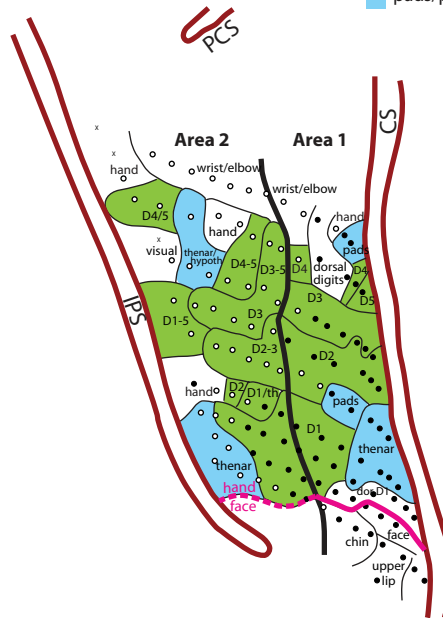 pads/p
PCS
CS
Area 2
Area 1
x
x
hand
wrist/elbow
wrist/elbow
D4/5
hand
hand
pads
x
visual
thenar/
hypoth
D4-5
D3-5
D4
dorsal
digits
D4
D5
IPS
D1-5
D3
D3
D2-3
D2
hand
D2
D1/th
pads
D1
thenar
thenar
hand
face
dorD1
face
chin
upper
lip